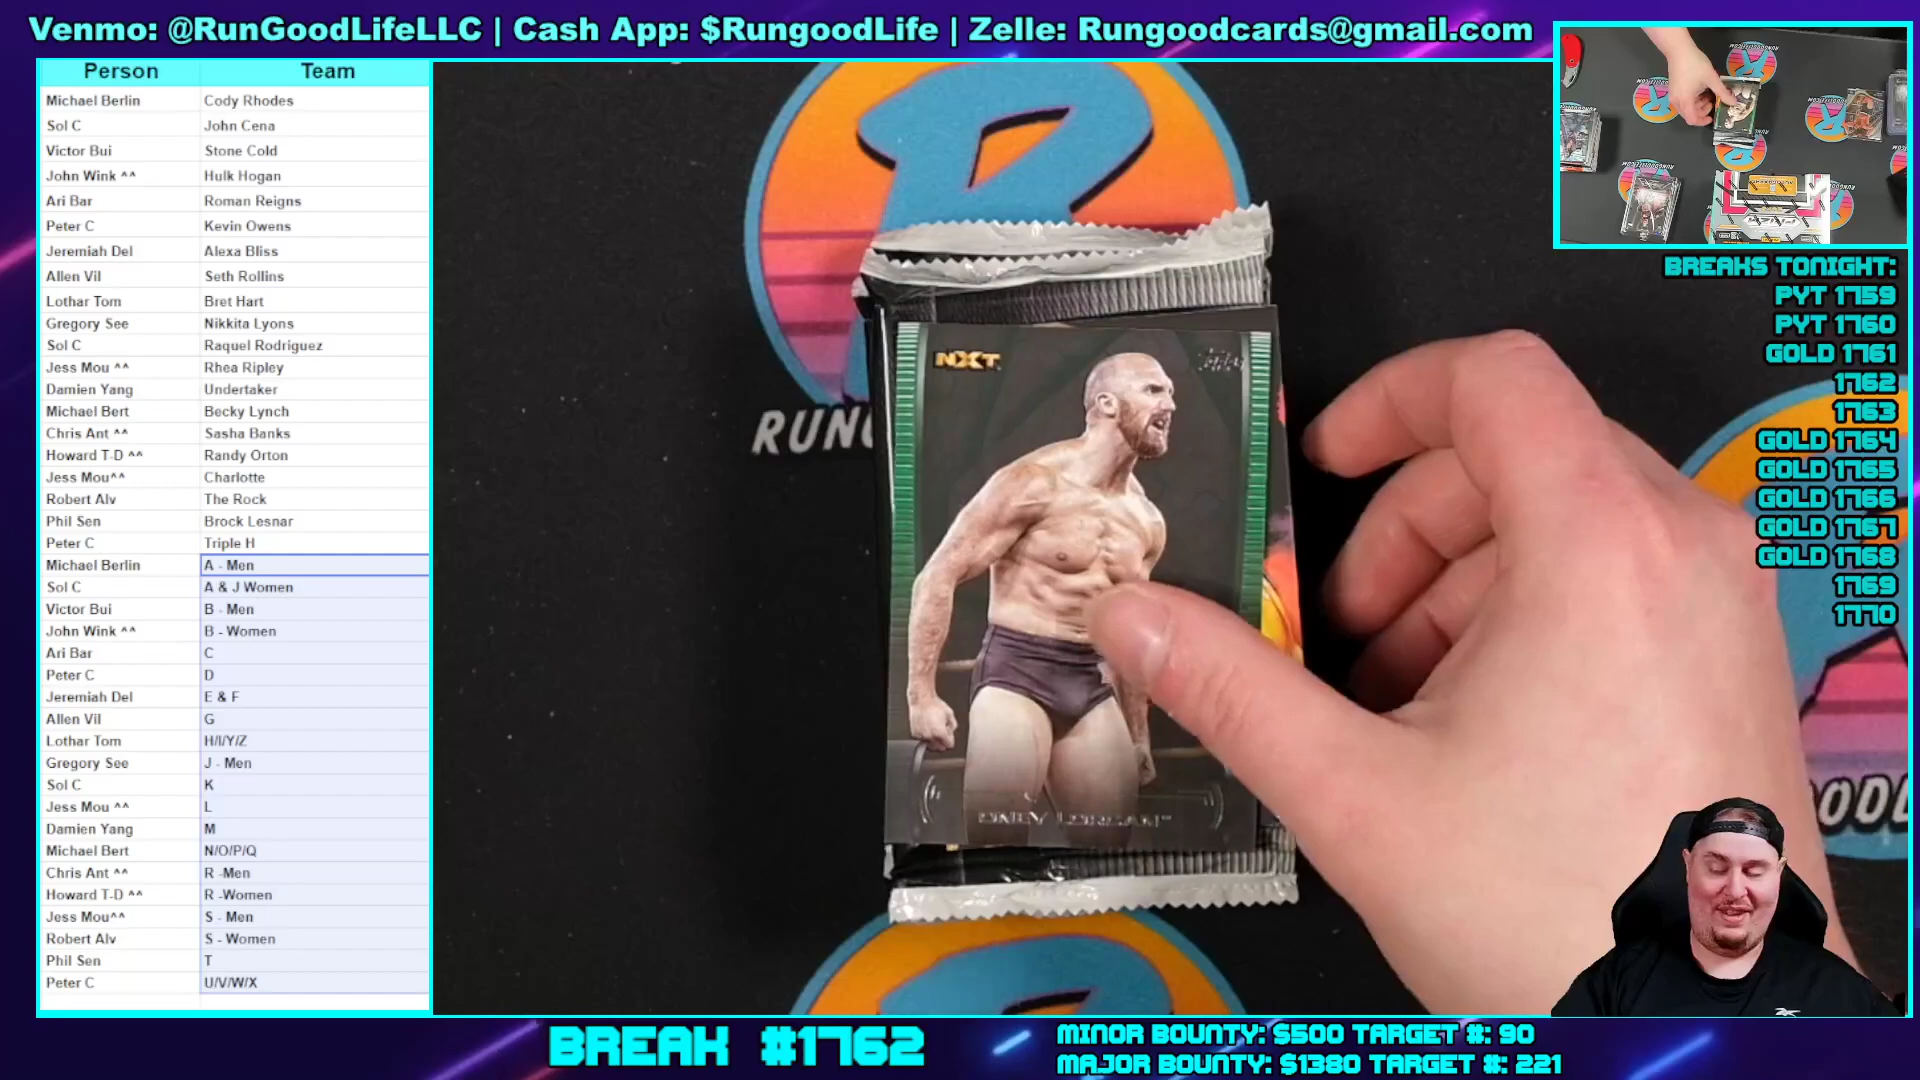 Venmo: @RunGoodLifeLLC | Cash App: $RungoodLife | Zelle: Rungoodcards@gmail.com
Person Team
Michael Berlin Cody Rhodes
Sol C John Cena
Victor Bui Stone Cold
John Wink ^^ Hulk Hogan
Ari Bar Roman Reigns
Peter C Kevin Owens
Jeremiah Del Alexa Bliss
Allen Vil Seth Rollins
Lothar Tom Bret Hart
Gregory See Nikkita Lyons
Sol C Raquel Rodriguez
Jess Mou ^^ Rhea Ripley
Damien Yang Undertaker
Michael Bert Becky Lynch
Chris Ant ^^ Sasha Banks
Howard T-D ^^ Randy Orton
Jess Mou^^ Charlotte
Robert Alv The Rock
Phil Sen Brock Lesnar
Peter C Triple H
Michael Berlin A - Men
Sol C A & J Women
Victor Bui B - Men
John Wink ^^ B - Women
Ari Bar C
Peter C D
Jeremiah Del E & F
Allen Vil G
Lothar Tom H/I/Y/Z
Gregory See J - Men
Sol C K
Jess Mou ^^ L
Damien Yang M
Michael Bert N/O/P/Q
Chris Ant ^^ R -Men
Howard T-D ^^ R -Women
Jess Mou^^ S - Men
Robert Alv S - Women
Phil Sen T
Peter C U/V/W/X
NXT
ONEY LORCAN
RUNG
OODL
BREAKS TONIGHT:
PYT 1759
PYT 1760
GOLD 1761
1762
1763
GOLD 1764
GOLD 1765
GOLD 1766
GOLD 1767
GOLD 1768
1769
1770
BREAK #1762
MINOR BOUNTY: $500 TARGET #: 90
MAJOR BOUNTY: $1380 TARGET #: 221